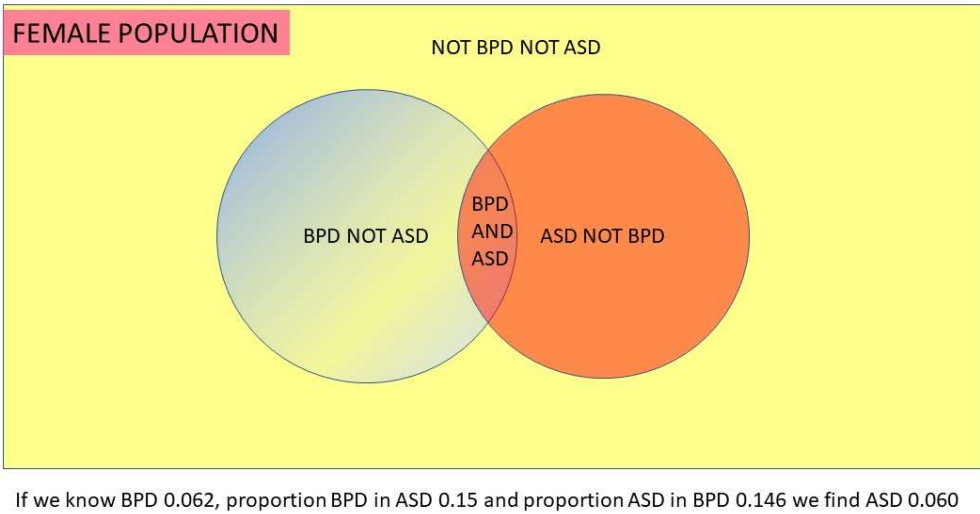 FEMALE POPULATION
NOT BPD NOT ASD
BPD NOT ASD
BPD
AND
ASD
ASD NOT BPD
If we know BPD 0.062, proportion BPD in ASD 0.15 and proportion ASD in BPD 0.146 we find ASD 0.060